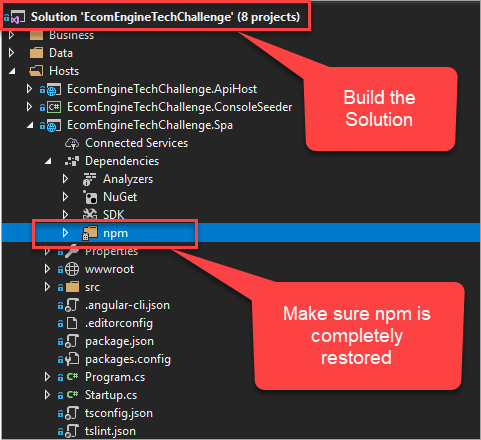 Solution 'EcomEngineTechChallenge' (8 projects)
Business
Data
Hosts
EcomEngineTechChallenge.ApiHost
EcomEngineTechChallenge.ConsoleSeeder
EcomEngineTechChallenge.Spa
Connected Services
Dependencies
Analyzers
NuGet
SDK
npm
Properties
wwwroot
src
.angular-cli.json
.editorconfig
package.json
packages.config
C# Program.cs
C# Startup.cs
tsconfig.json
tslint.json
Build the
Solution
Make sure npm is
completely
restored